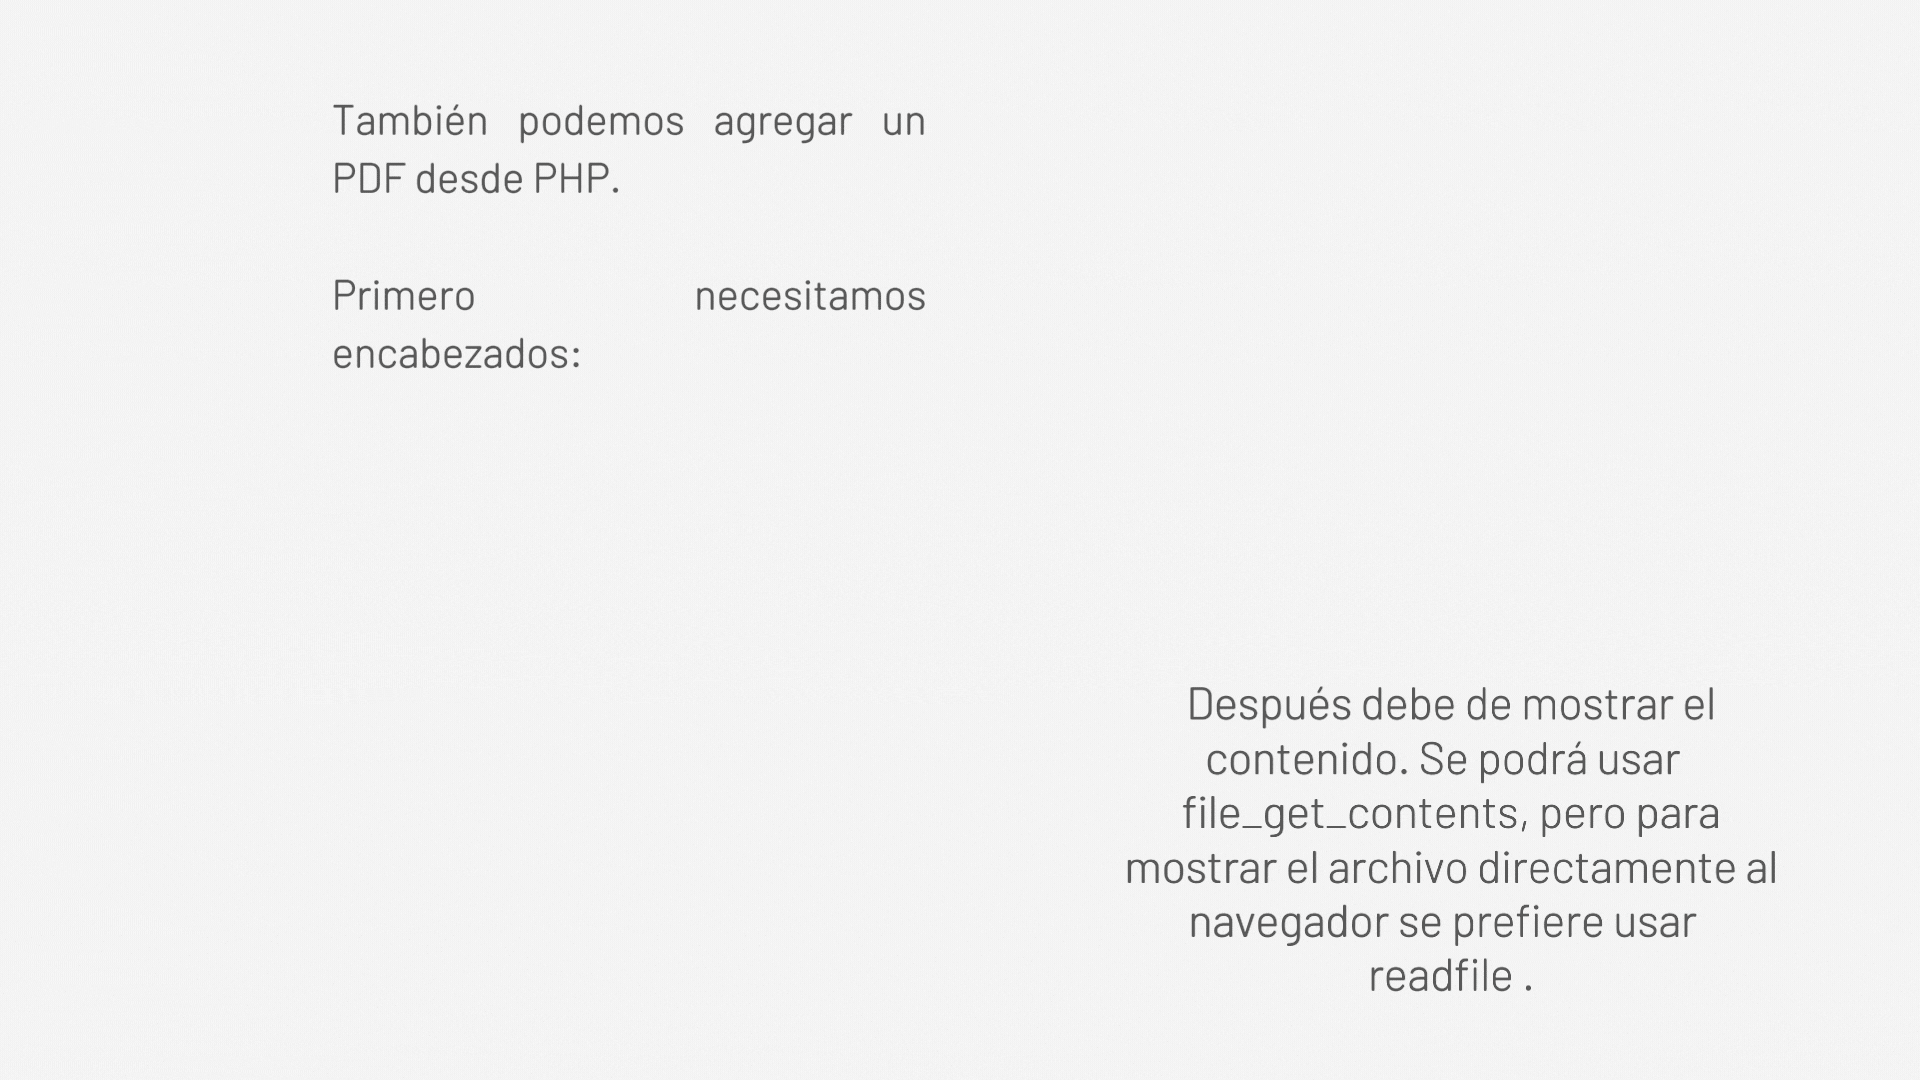 También podemos agregar un
PDF desde PHP.
Primero necesitamos
encabezados:
Después debe de mostrar el
contenido. Se podrá usar
file_get_contents, pero para
mostrar el archivo directamente al
navegador se prefiere usar
readfile .